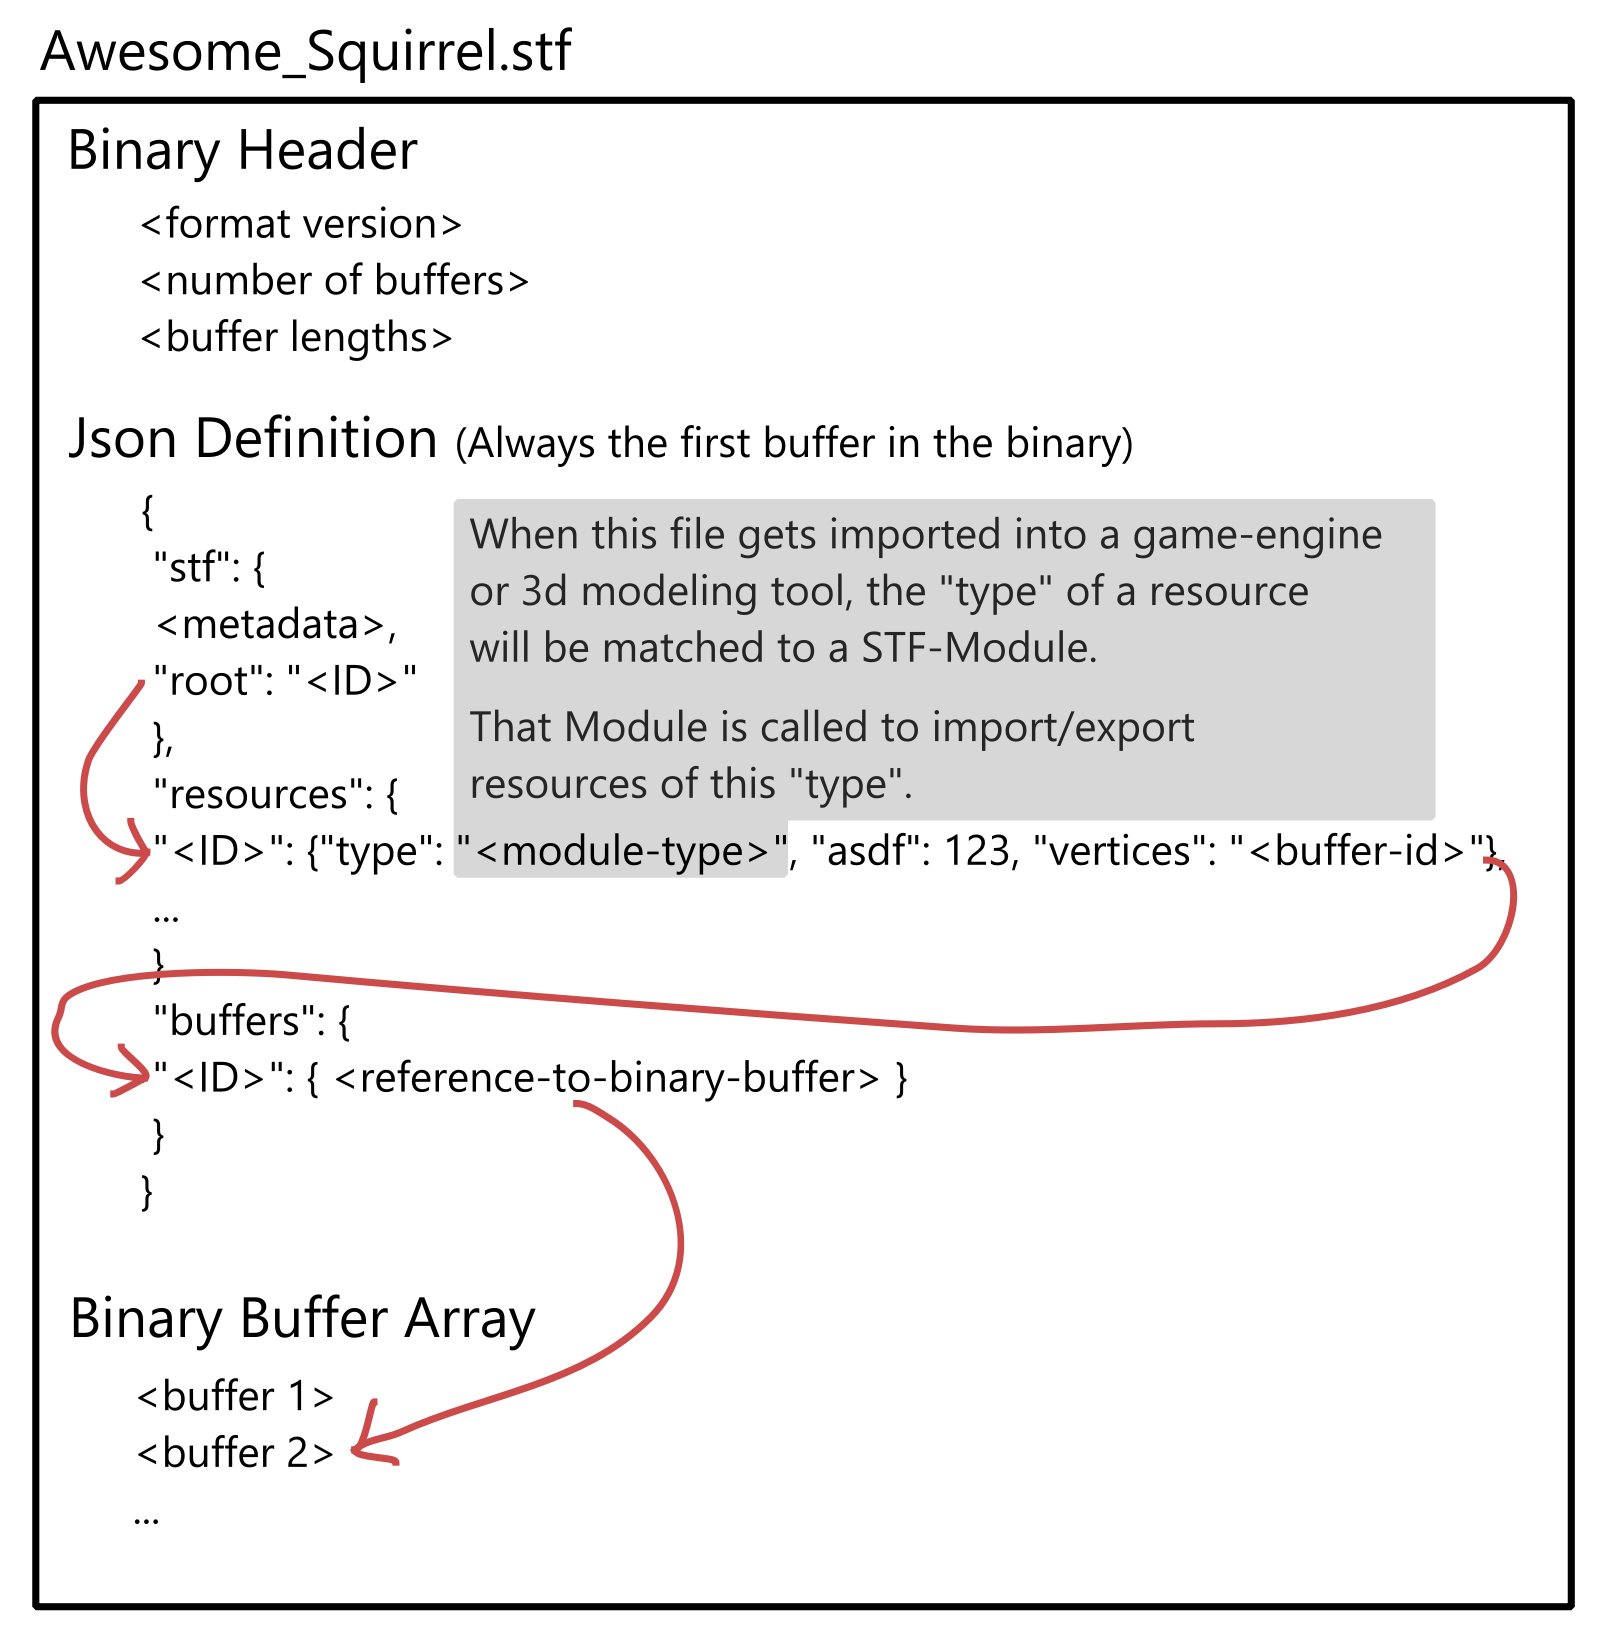 Awesome_Squirrel.stf
Binary Header
<format version>
<number of buffers>
<buffer lengths>
Json Definition (Always the first buffer in the binary)
{
"stf": {
<metadata>,
"root": "<ID>"
},
"resources": {
When this file gets imported into a game-engine
or 3d modeling tool, the "type" of a resource
will be matched to a STF-Module.
That Module is called to import/export
resources of this "type".
"<ID>": {"type": "<module-type>", "asdf": 123, "vertices": "<buffer-id>"},
...
}
"buffers": {
"<ID>": { <reference-to-binary-buffer> }
}
}
Binary Buffer Array
<buffer 1>
<buffer 2>
...